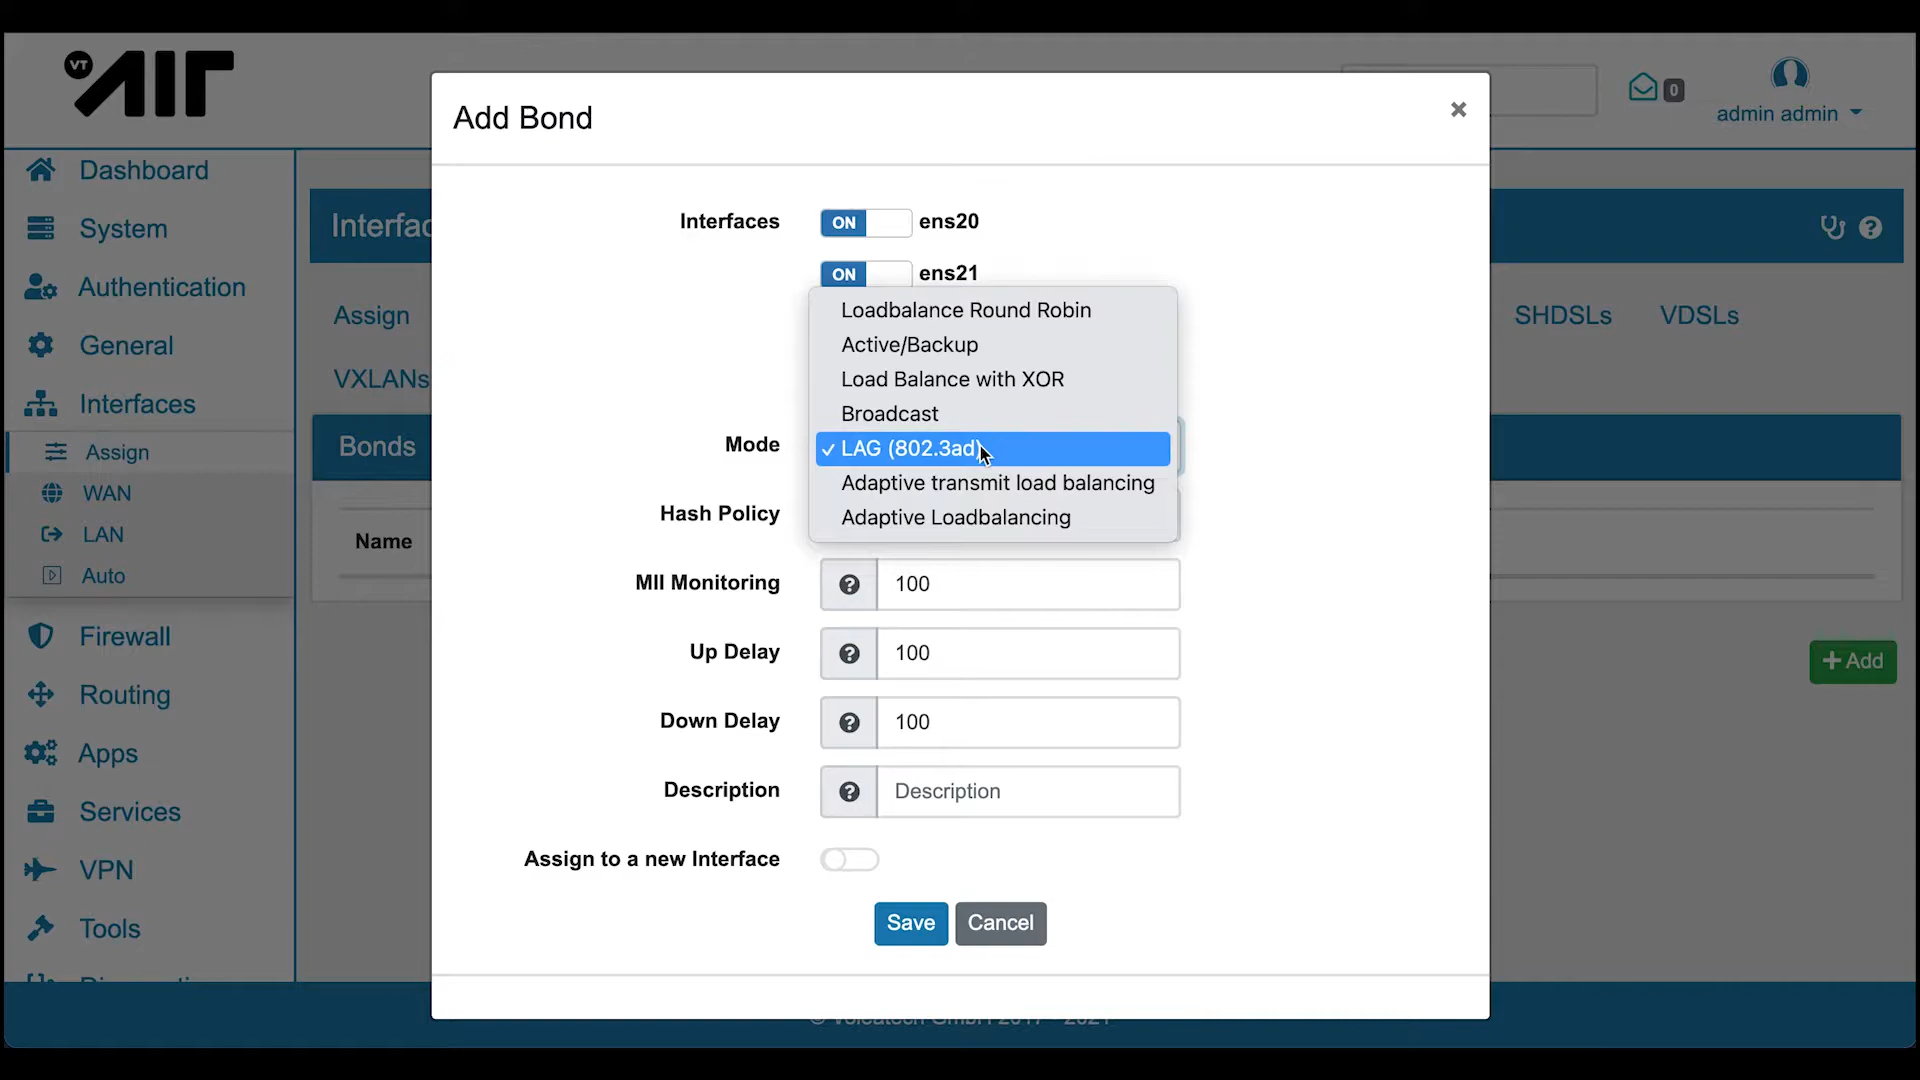 VT AIR
0
admin admin
Dashboard
System
Authentication
General
Interfaces
Assign
WAN
LAN
Auto
Firewall
Routing
Apps
Services
VPN
Tools
Interfac
Assign
SHDSLs
VDSLs
VXLANs
Bonds
Name
+ Add
Add Bond
×
Interfaces
ON
ens20
ON
ens21
Mode
Loadbalance Round Robin
Active/Backup
Load Balance with XOR
Broadcast
✓ LAG (802.3ad)
Adaptive transmit load balancing
Adaptive Loadbalancing
Hash Policy
MII Monitoring
100
Up Delay
100
Down Delay
100
Description
Description
Assign to a new Interface
Save
Cancel